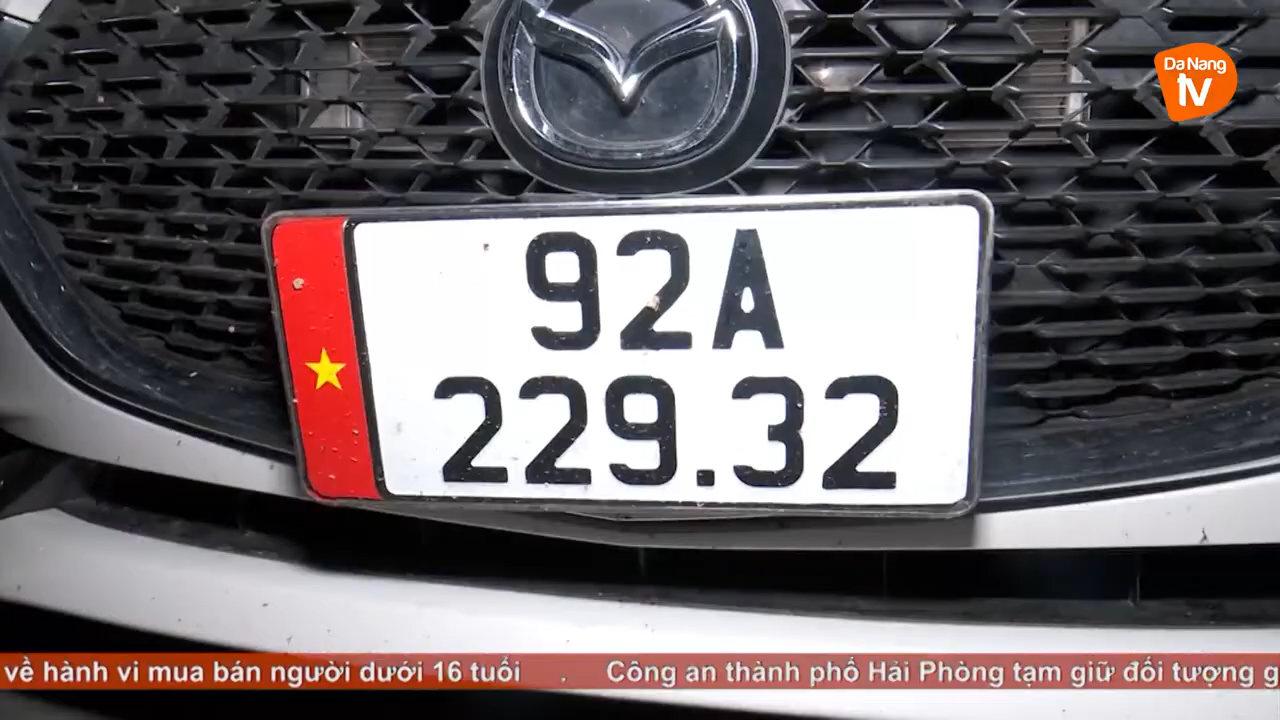 Da Nang
tv
92A
229.32
về hành vi mua bán người dưới 16 tuổi . Công an thành phố Hải Phòng tạm giữ đối tượng g